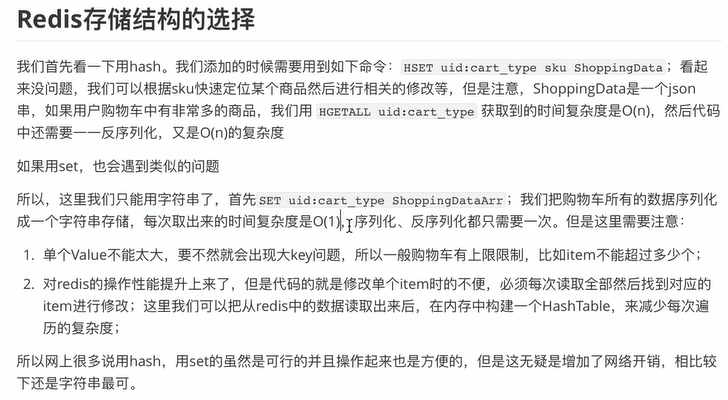 Redis存储结构的选择
我们首先看一下用hash。我们添加的时候需要用到如下命令： HSET uid:cart_type sku ShoppingData；看起
来没问题，我们可以根据sku快速定位某个商品然后进行相关的修改等，但是注意，ShoppingData是一个json
串，如果用户购物车中有非常多的商品，我们用 HGETALL uid:cart_type 获取到的时间复杂度是O(n)，然后代码
中还需要一一反序列化，又是O(n)的复杂度
如果用set，也会遇到类似的问题
所以，这里我们只能用字符串了，首先SET uid:cart_type ShoppingDataArr；我们把购物车所有的数据序列化
成一个字符串存储，每次取出来的时间复杂度是O(1)，序列化、反序列化都只需要一次。但是这里需要注意：
1. 单个Value不能太大，要不然就会出现大key问题，所以一般购物车有上限限制，比如item不能超过多少个；
2. 对redis的操作性能提升上来了，但是代码的就是修改单个item时的不便，必须每次读取全部然后找到对应的
item进行修改；这里我们可以把从redis中的数据读取出来后，在内存中构建一个HashTable，来减少每次遍
历的复杂度；
所以网上很多说用hash，用set的虽然是可行的并且操作起来也是方便的，但是这无疑是增加了网络开销，相比较
下还是字符串最可。